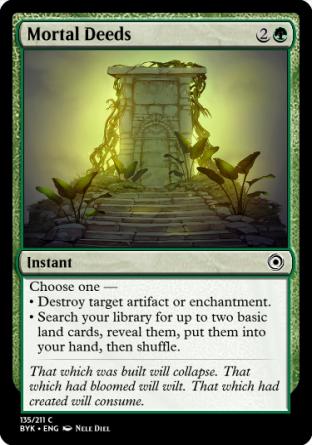 Mortal Deeds 2
Instant
Choose one —
• Destroy target artifact or enchantment.
• Search your library for up to two basic
land cards, reveal them, put them into
your hand, then shuffle.
That which was built will collapse. That
which had bloomed will wilt. That which had
created will consume.
135/211 C
BYK • ENG Nele Diel